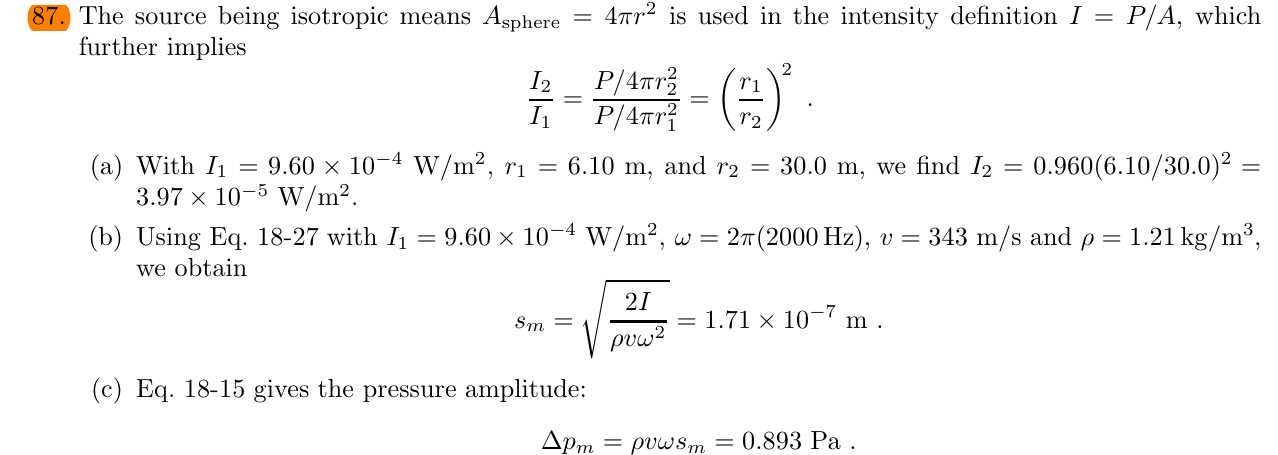 87. The source being isotropic means A_sphere = 4πr² is used in the intensity definition I = P/A, which
further implies
I₂/I₁ = (P/4πr₂²)/(P/4πr₁²) = (r₁/r₂)² .
(a) With I₁ = 9.60 × 10⁻⁴ W/m², r₁ = 6.10 m, and r₂ = 30.0 m, we find I₂ = 0.960(6.10/30.0)² =
3.97 × 10⁻⁵ W/m².
(b) Using Eq. 18-27 with I₁ = 9.60 × 10⁻⁴ W/m², ω = 2π(2000 Hz), v = 343 m/s and ρ = 1.21 kg/m³,
we obtain
sₘ = √(2I/ρvω²) = 1.71 × 10⁻⁷ m .
(c) Eq. 18-15 gives the pressure amplitude:
Δpₘ = ρvωsₘ = 0.893 Pa .